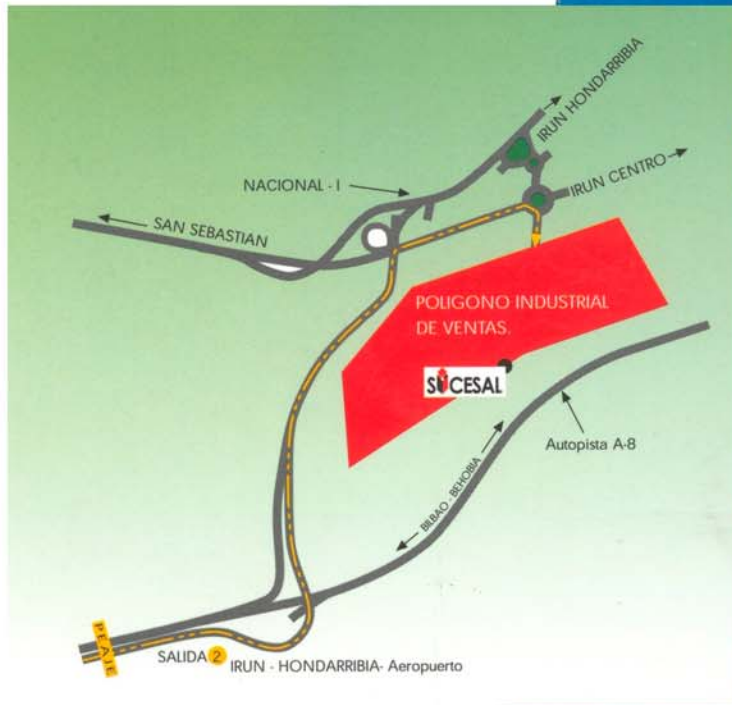 IRUN HONDARRIBIA
IRUN CENTRO
NACIONAL - I
SAN SEBASTIAN
POLIGONO INDUSTRIAL
DE VENTAS.
SUCESAL
Autopista A-8
BILBAO - BEHOBIA
PEAJE
SALIDA 2 IRUN - HONDARRIBIA- Aeropuerto